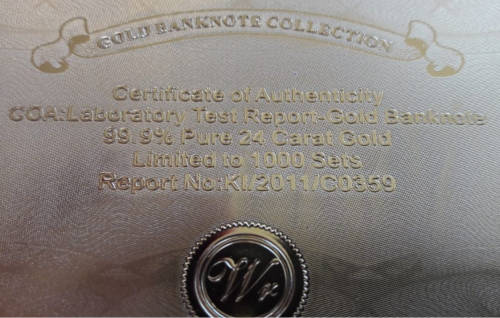 GOLD BANKNOTE COLLECTION
Certificate of Authenticity
COA:Laboratory Test Report-Gold Banknote
99.9% Pure 24 Carat Gold
Limited to 1000 Sets
Report No:KI/2011/C0359
Wr